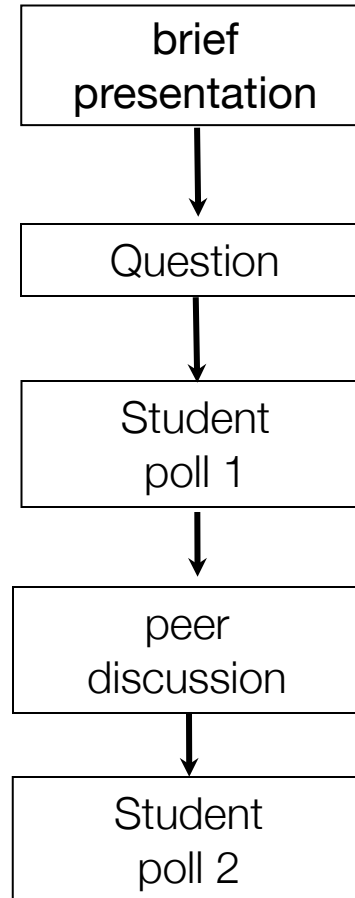 brief
presentation
Question
Student
poll 1
peer
discussion
Student
poll 2